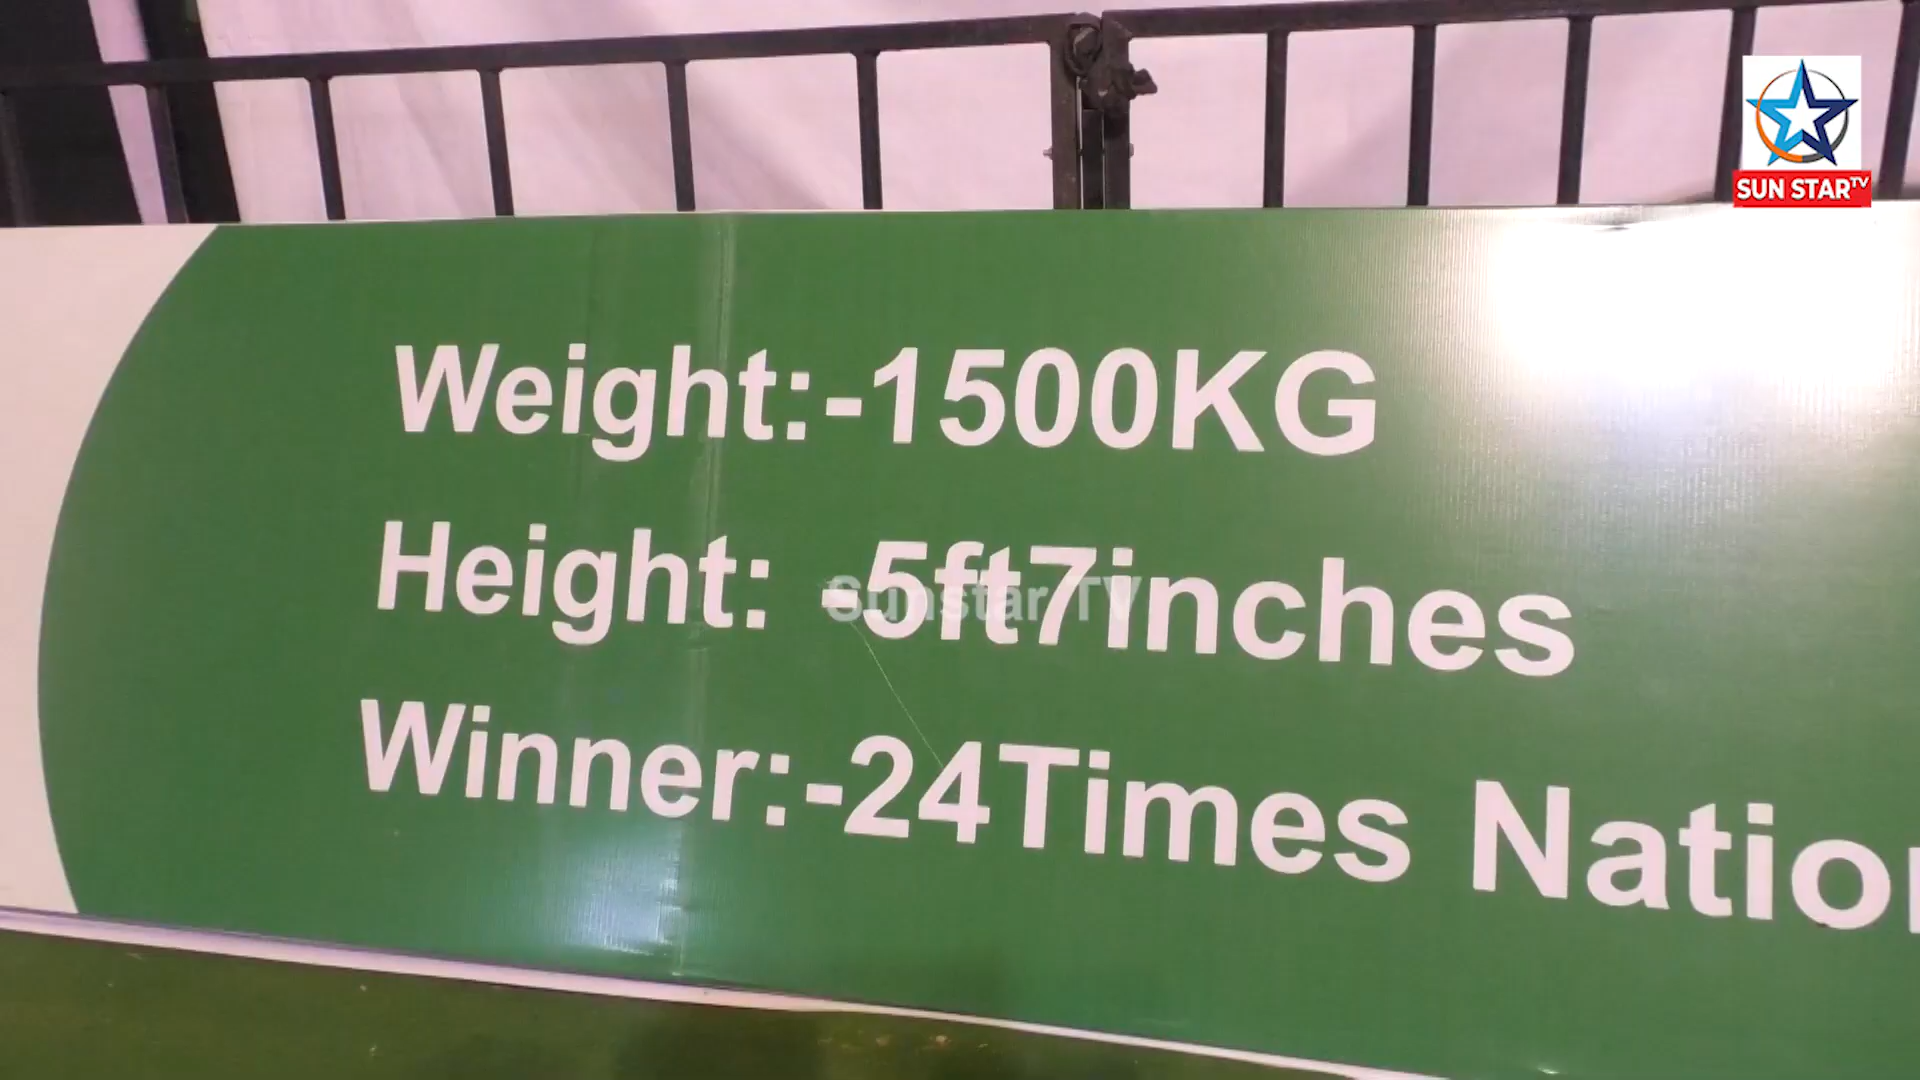 SUN STAR TV
Weight:-1500KG
Height: -5ft7inches
Sunstar TV
Winner:-24Times